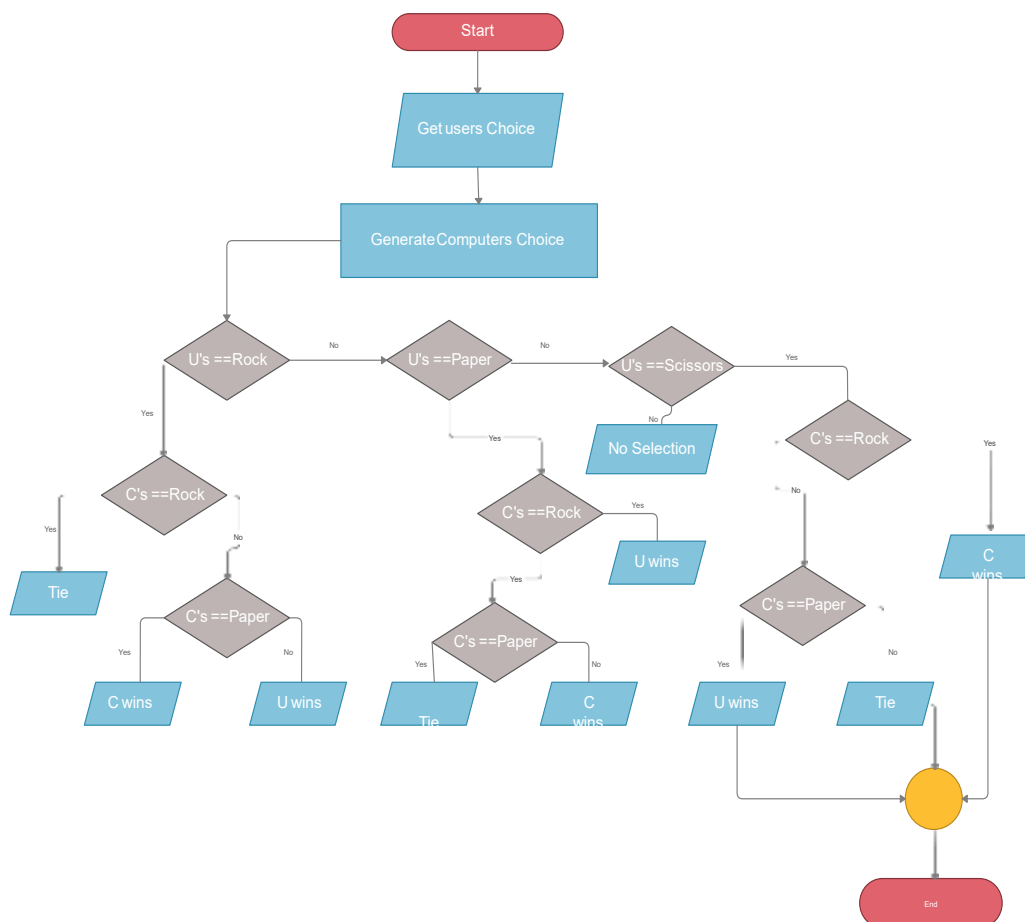 Start
Get users Choice
Generate Computers Choice
U's ==Rock
No
U's ==Paper
No
U's ==Scissors
Yes
Yes
No
No Selection
C's ==Rock
Yes
Yes
C's ==Rock
No
C's ==Rock
Yes
No
Yes
U wins
C
wins
Tie
Yes
C's ==Paper
C's ==Paper
C's ==Paper
Yes
No
Yes
No
Yes
No
C wins
U wins
Tie
C
wins
U wins
Tie
End